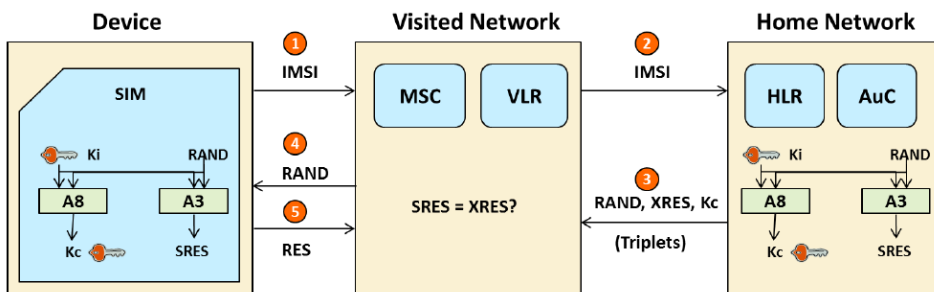 Device
Visited Network
Home Network
1
IMSI
2
IMSI
SIM
MSC
VLR
HLR
AuC
Ki
RAND
4
RAND
3
RAND, XRES, Kc
(Triplets)
Ki
RAND
A8
A3
SRES = XRES?
A8
A3
5
RES
Kc
SRES
Kc
SRES